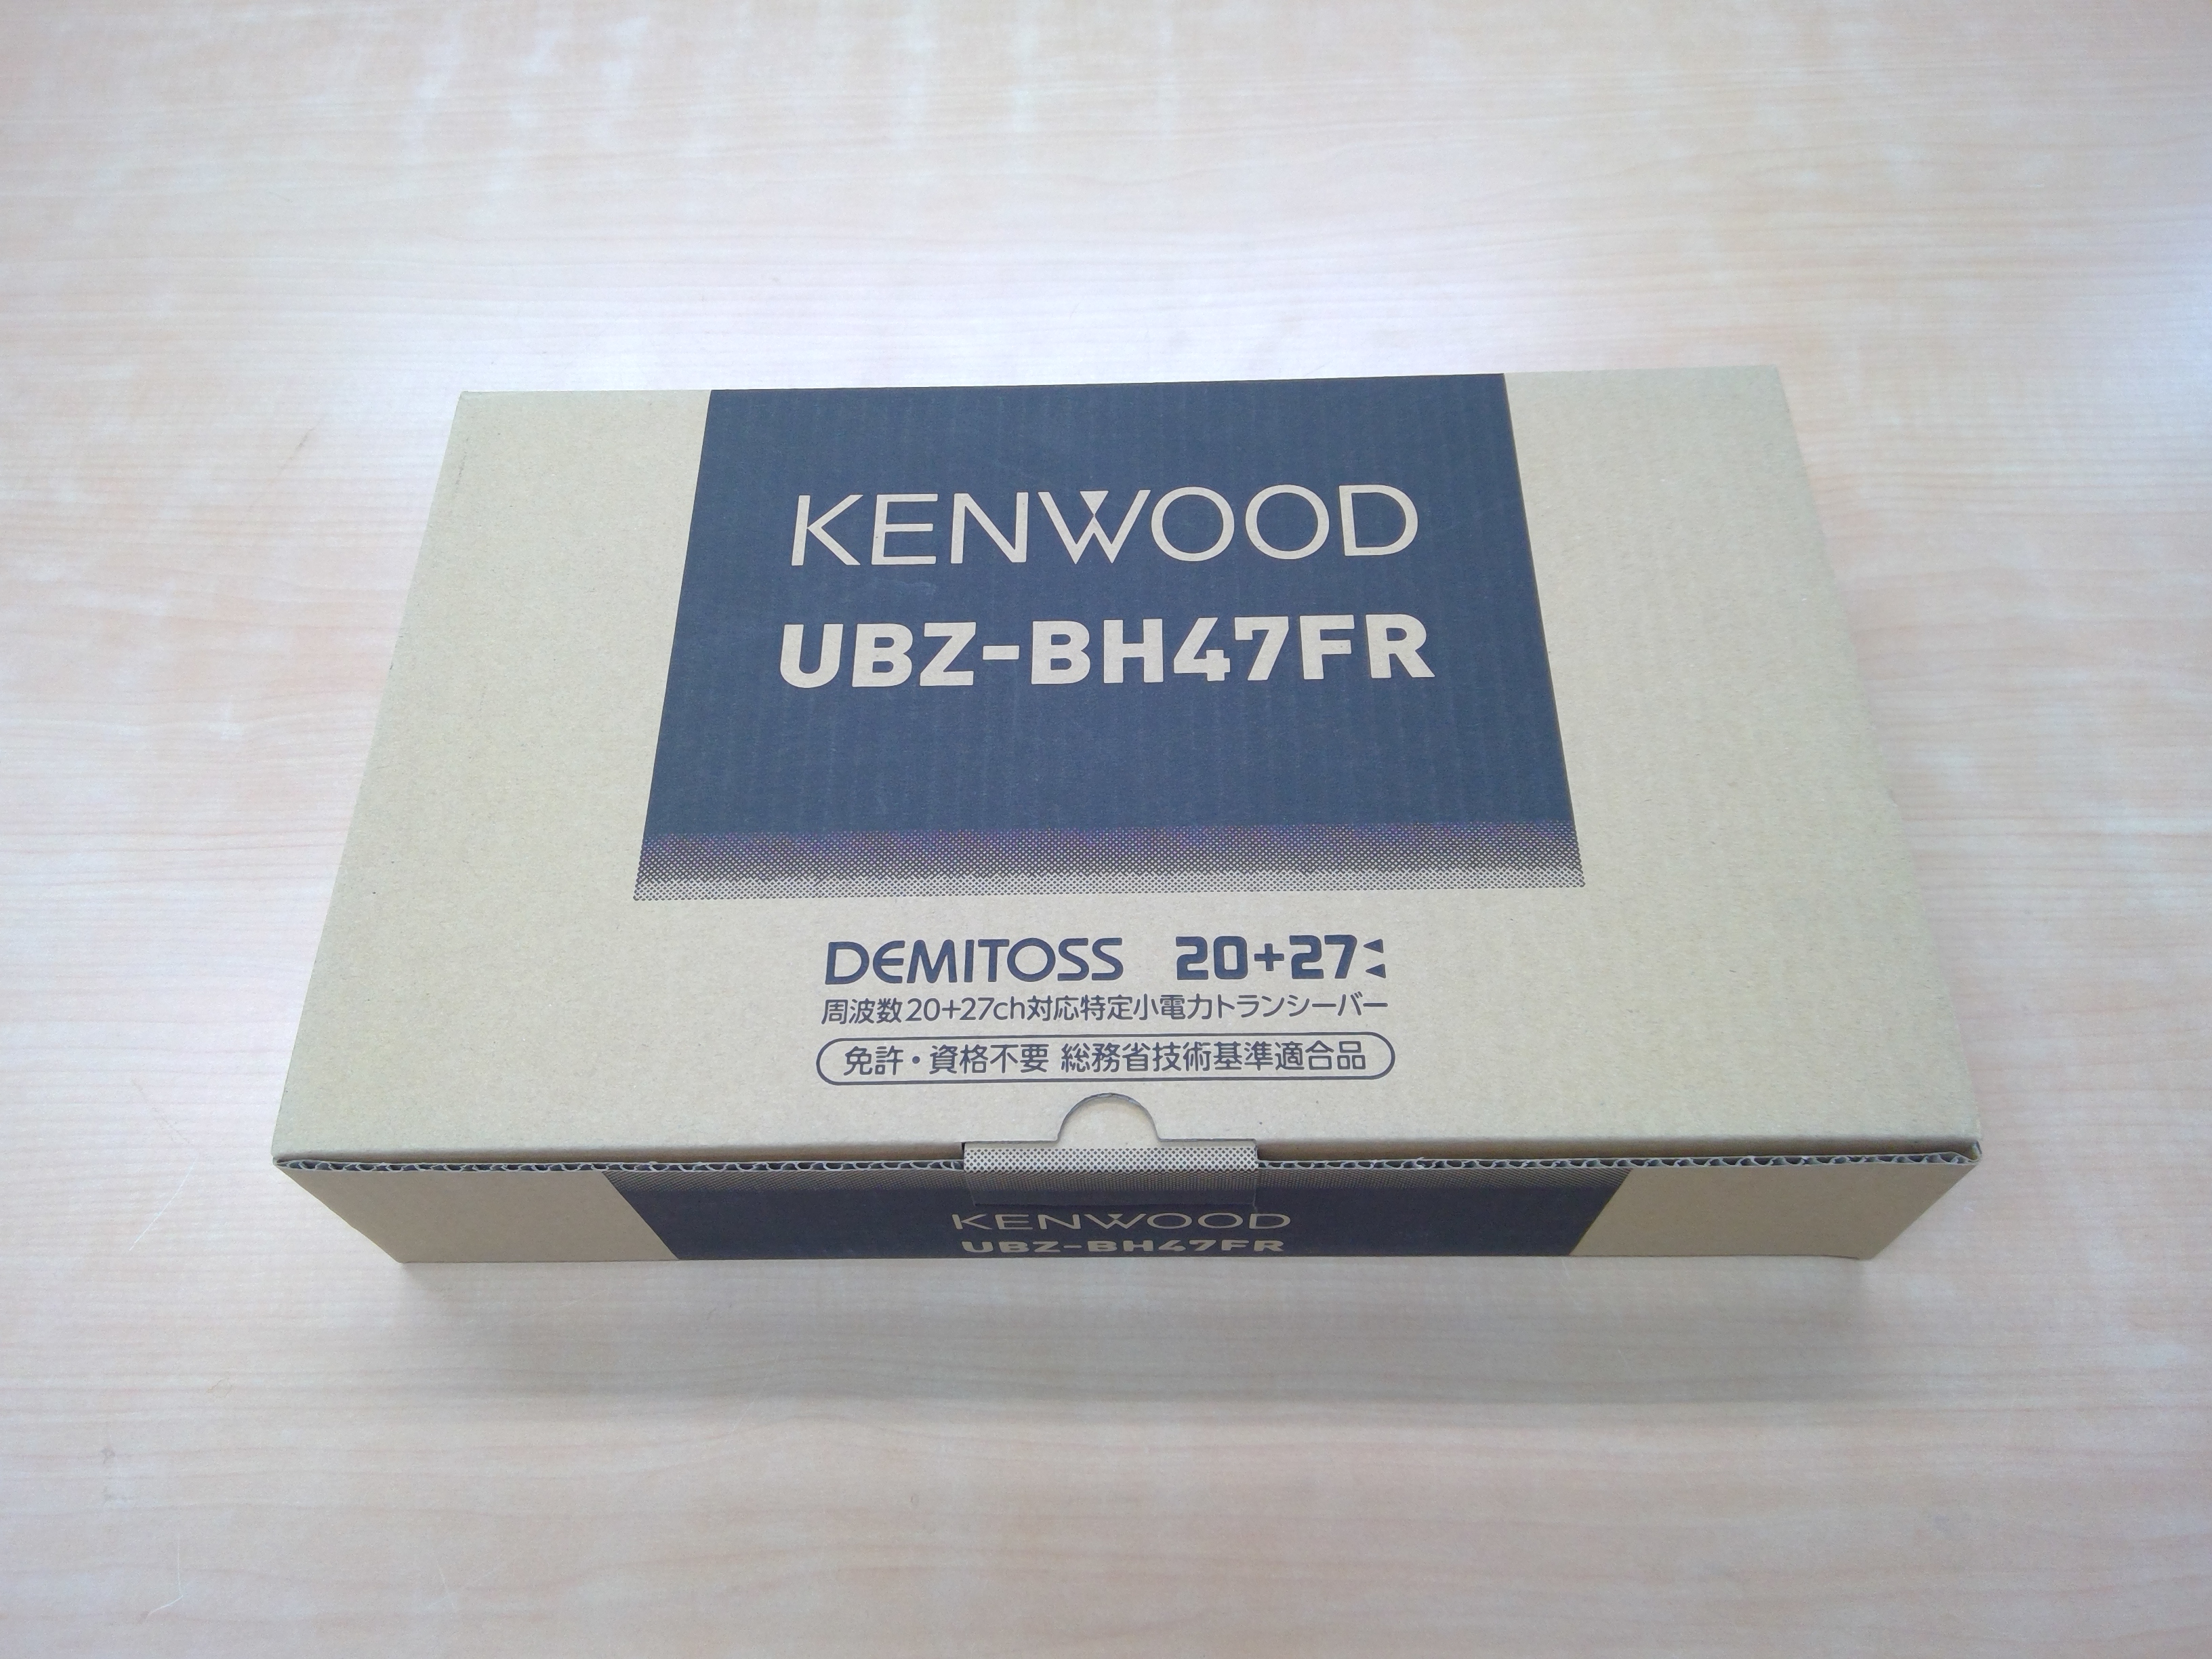 KENWOOD
UBZ-BH47FR
DEMITOSS 20+27
周波数20+27ch対応特定小電力トランシーバー
免許・資格不要 総務省技術基準適合品
KENWOOD
UBZ-BH47FR